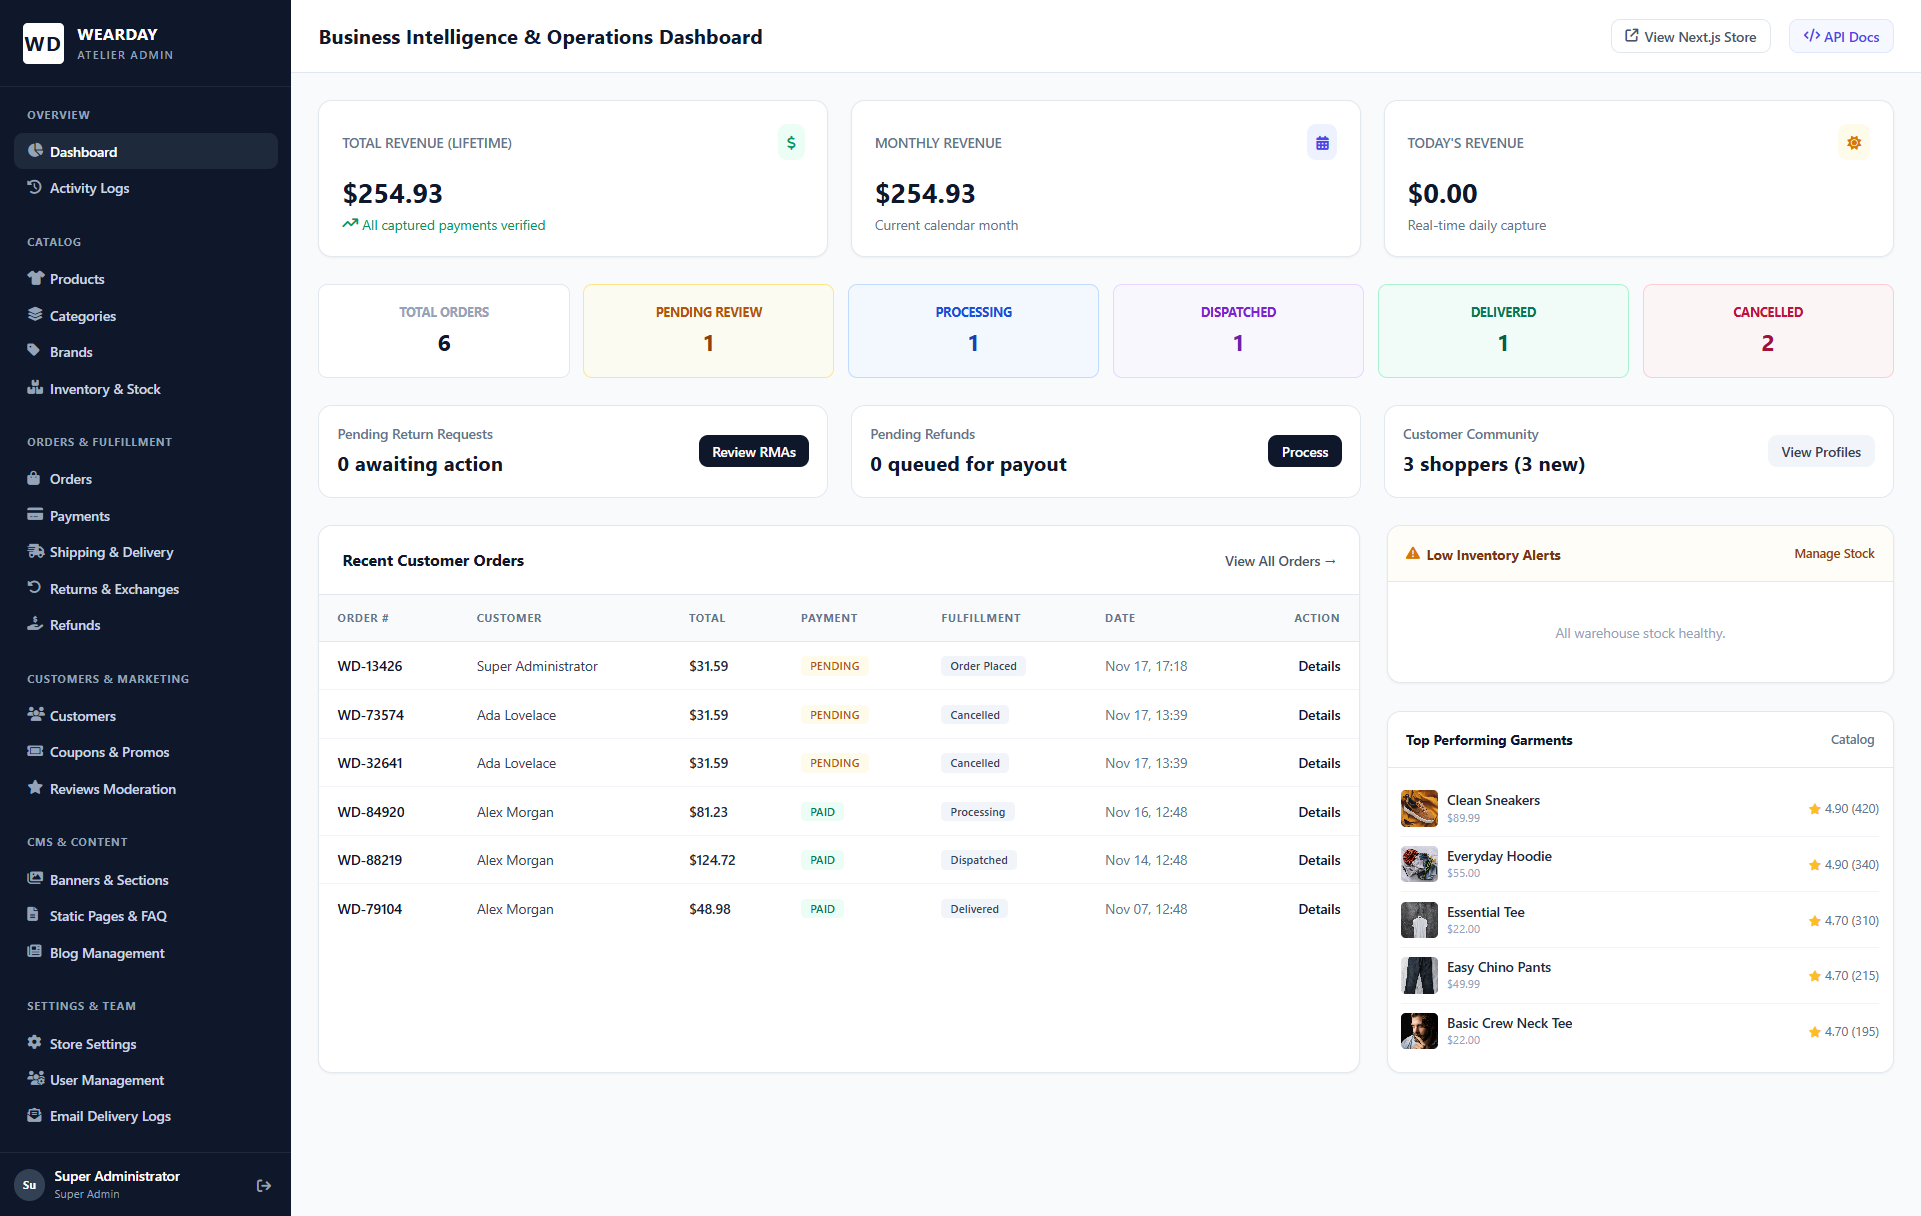 WD
WEARDAY
ATELIER ADMIN
OVERVIEW
Dashboard
Activity Logs
CATALOG
Products
Categories
Brands
Inventory & Stock
ORDERS & FULFILLMENT
Orders
Payments
Shipping & Delivery
Returns & Exchanges
Refunds
CUSTOMERS & MARKETING
Customers
Coupons & Promos
Reviews Moderation
CMS & CONTENT
Banners & Sections
Static Pages & FAQ
Blog Management
SETTINGS & TEAM
Store Settings
User Management
Email Delivery Logs
Su
Super Administrator
Super Admin
Business Intelligence & Operations Dashboard
View Next.js Store
</> API Docs
TOTAL REVENUE (LIFETIME)
$
$254.93
All captured payments verified
MONTHLY REVENUE
$254.93
Current calendar month
TODAY'S REVENUE
$0.00
Real-time daily capture
TOTAL ORDERS
6
PENDING REVIEW
1
PROCESSING
1
DISPATCHED
1
DELIVERED
1
CANCELLED
2
Pending Return Requests
0 awaiting action
Review RMAs
Pending Refunds
0 queued for payout
Process
Customer Community
3 shoppers (3 new)
View Profiles
Recent Customer Orders
View All Orders →
ORDER # CUSTOMER TOTAL PAYMENT FULFILLMENT DATE ACTION
WD-13426 Super Administrator $31.59 PENDING Order Placed Nov 17, 17:18 Details
WD-73574 Ada Lovelace $31.59 PENDING Cancelled Nov 17, 13:39 Details
WD-32641 Ada Lovelace $31.59 PENDING Cancelled Nov 17, 13:39 Details
WD-84920 Alex Morgan $81.23 PAID Processing Nov 16, 12:48 Details
WD-88219 Alex Morgan $124.72 PAID Dispatched Nov 14, 12:48 Details
WD-79104 Alex Morgan $48.98 PAID Delivered Nov 07, 12:48 Details
Low Inventory Alerts
Manage Stock
All warehouse stock healthy.
Top Performing Garments
Catalog
Clean Sneakers
$89.99
4.90 (420)
Everyday Hoodie
$55.00
4.90 (340)
Essential Tee
$22.00
4.70 (310)
Easy Chino Pants
$49.99
4.70 (215)
Basic Crew Neck Tee
$22.00
4.70 (195)